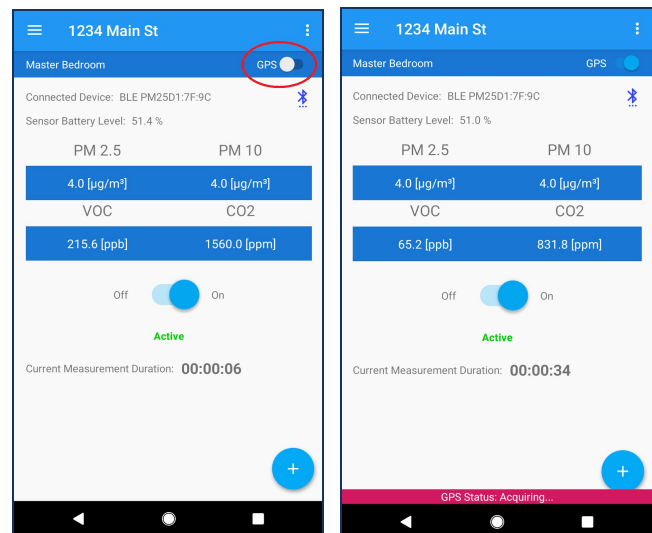 1234 Main St
Master Bedroom GPS
Connected Device: BLE PM25D1:7F:9C
Sensor Battery Level: 51.4 %
PM 2.5 PM 10
4.0 [µg/m³] 4.0 [µg/m³]
VOC CO2
215.6 [ppb] 1560.0 [ppm]
Off On
Active
Current Measurement Duration: 00:00:06
+
1234 Main St
Master Bedroom GPS
Connected Device: BLE PM25D1:7F:9C
Sensor Battery Level: 51.0 %
PM 2.5 PM 10
4.0 [µg/m³] 4.0 [µg/m³]
VOC CO2
65.2 [ppb] 831.8 [ppm]
Off On
Active
Current Measurement Duration: 00:00:34
+
GPS Status: Acquiring...